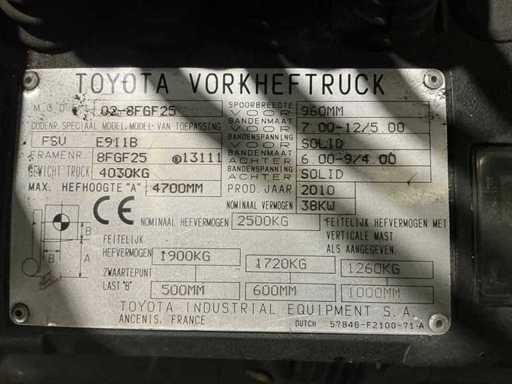 TOYOTA VORKHEFTRUCK
MODEL 02-8FGF25 SPOORBREEDTE VOOR 960MM
CODENR SPECIAAL MODEL/MODEL VAN TOEPASSING BANDENMAAT VOOR 7.00-12/5.00
FSV E911B BANDENMAAT VOOR SOLID
FRAMENR. 8FGF25 13111 BANDENMAAT ACHTER 6.00-9/4.00
GEWICHT TRUCK 4030KG BANDENMAAT ACHTER SOLID
MAX. HEFHOOGTE "A" 4700MM PROD. JAAR 2010
NOMINAAL VERMOGEN 38KW
CE NOMINAAL HEFVERMOGEN 2500KG
FEITELIJK HEFVERMOGEN MET
VERTICALE MAST
ALS AANGEGEVEN
B
B
A
FEITELIJK
HEFVERMOGEN 1900KG 1720KG 1260KG
ZWAARTEPUNT
LAST "B" 500MM 600MM 1000MM
TOYOTA INDUSTRIAL EQUIPMENT S.A.
ANCENIS, FRANCE DUTCH 57846-F2100-71-A